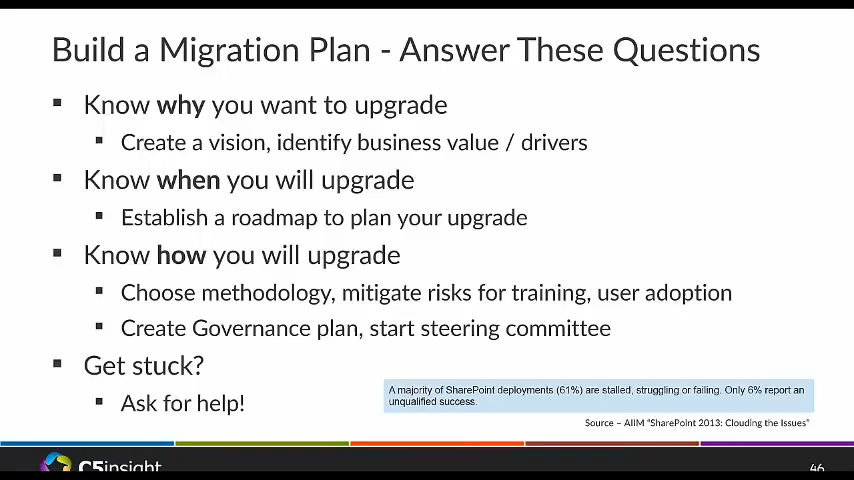 Build a Migration Plan - Answer These Questions
Know why you want to upgrade
Create a vision, identify business value / drivers
Know when you will upgrade
Establish a roadmap to plan your upgrade
Know how you will upgrade
Choose methodology, mitigate risks for training, user adoption
Create Governance plan, start steering committee
Get stuck?
Ask for help!
A majority of SharePoint deployments (61%) are stalled, struggling or failing. Only 6% report an
unqualified success.
Source – AIIM "SharePoint 2013: Clouding the Issues"
C5insight
46